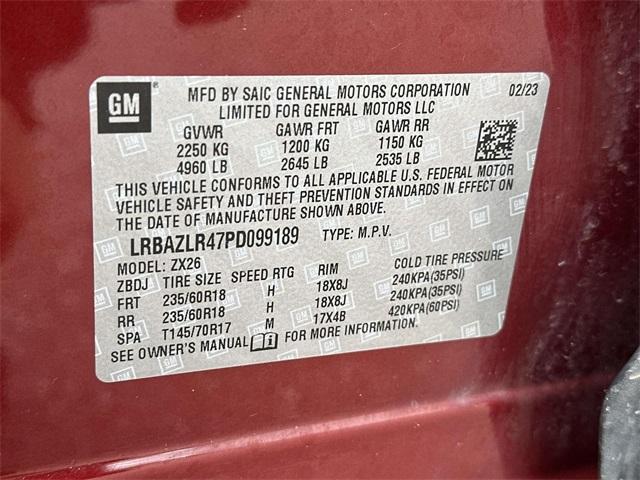 GM ®
MFD BY SAIC GENERAL MOTORS CORPORATION 02/23
LIMITED FOR GENERAL MOTORS LLC
GVWR GAWR FRT GAWR RR
2250 KG 1200 KG 1150 KG
4960 LB 2645 LB 2535 LB
THIS VEHICLE CONFORMS TO ALL APPLICABLE U.S. FEDERAL MOTOR
VEHICLE SAFETY AND THEFT PREVENTION STANDARDS IN EFFECT ON
THE DATE OF MANUFACTURE SHOWN ABOVE.
LRBAZLR47PD099189 TYPE: M.P.V.
MODEL: ZX26
ZBDJ TIRE SIZE SPEED RTG RIM COLD TIRE PRESSURE
FRT 235/60R18 H 18X8J 240KPA(35PSI)
RR 235/60R18 H 18X8J 240KPA(35PSI)
SPA T145/70R17 M 17X4B 420KPA(60PSI)
SEE OWNER'S MANUAL FOR MORE INFORMATION.